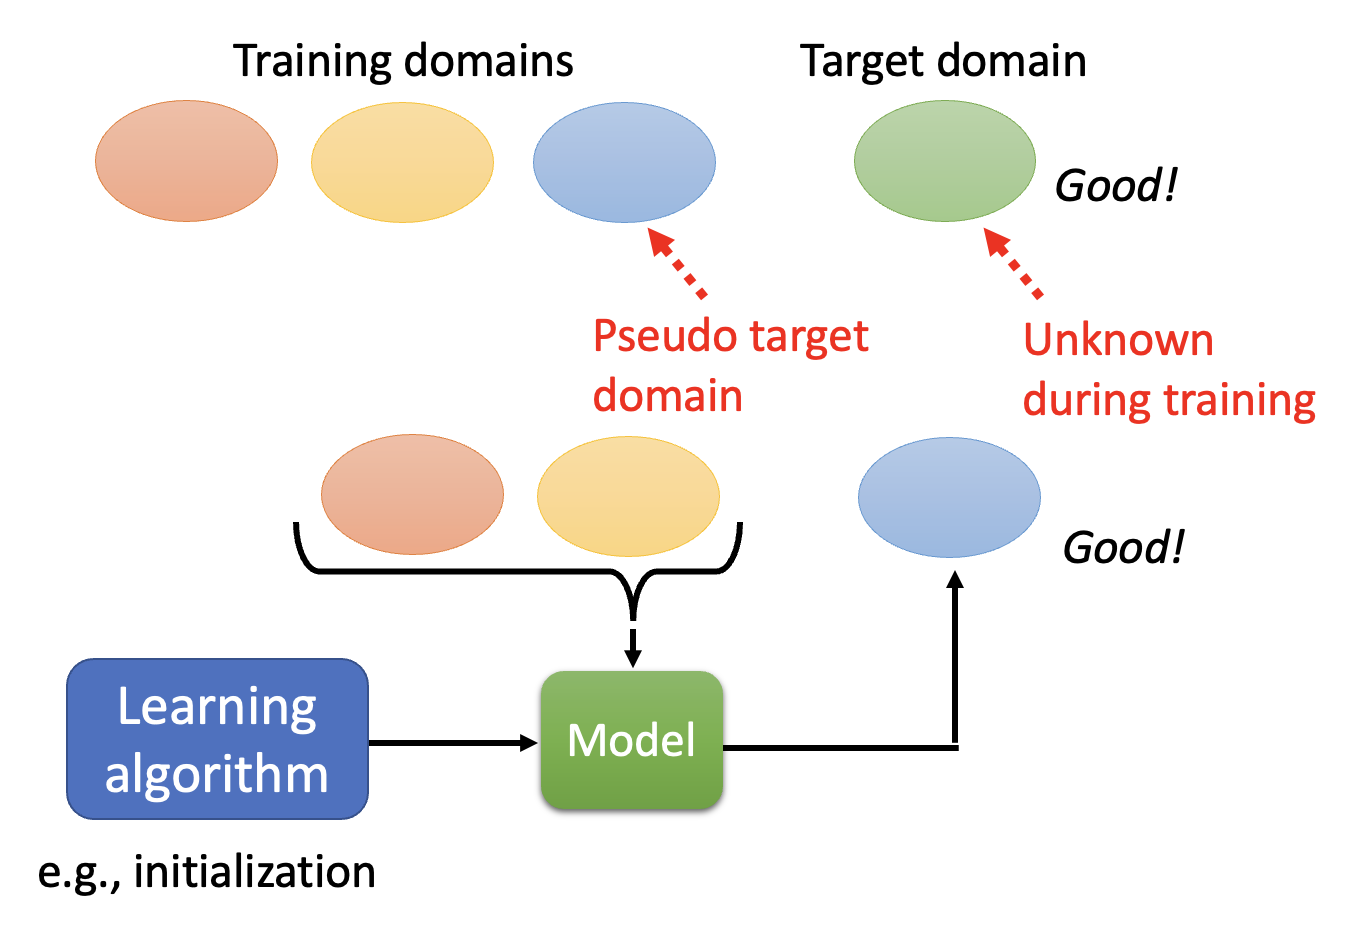 Training domains
Target domain
Good!
Pseudo target
domain
Unknown
during training
Good!
Learning
algorithm
Model
e.g., initialization